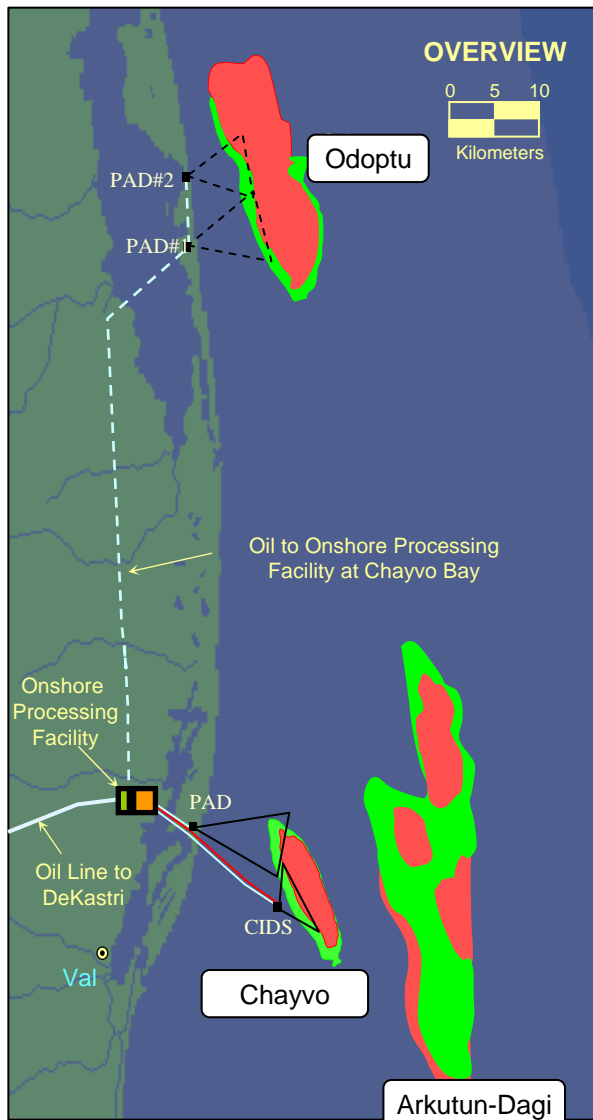 OVERVIEW
0 5 10
Kilometers
Odoptu
PAD#2
PAD#1
Oil to Onshore Processing
Facility at Chayvo Bay
Onshore
Processing
Facility
PAD
Oil Line to
DeKastri
CIDS
Val
Chayvo
Arkutun-Dagi